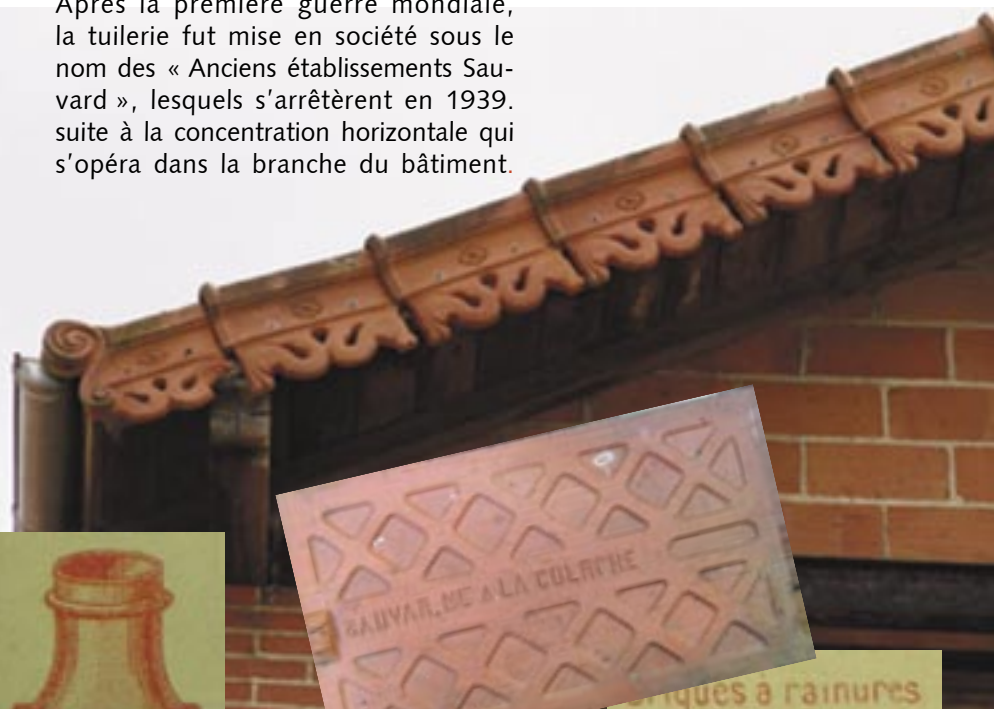 Après la première guerre mondiale,
la tuilerie fut mise en société sous le
nom des « Anciens établissements Sau-
vard », lesquels s’arrêtèrent en 1939.
suite à la concentration horizontale qui
s’opéra dans la branche du bâtiment.
A LA
à rainures